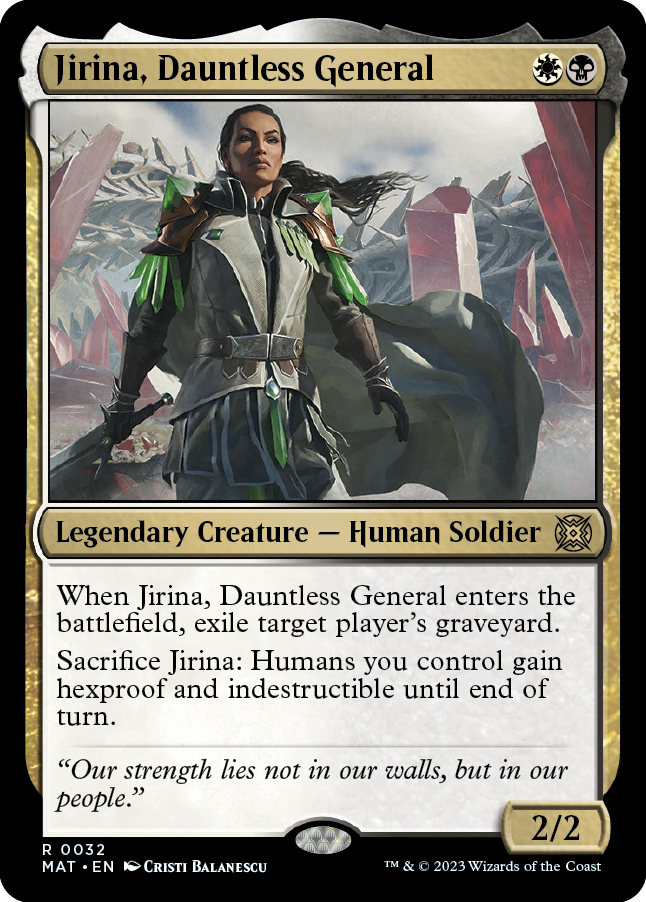 Jirina, Dauntless General
Legendary Creature — Human Soldier
When Jirina, Dauntless General enters the
battlefield, exile target player's graveyard.
Sacrifice Jirina: Humans you control gain
hexproof and indestructible until end of
turn.
“Our strength lies not in our walls, but in our
people.”
2/2
R 0032
MAT • EN Cristi Balanescu
™ & © 2023 Wizards of the Coast